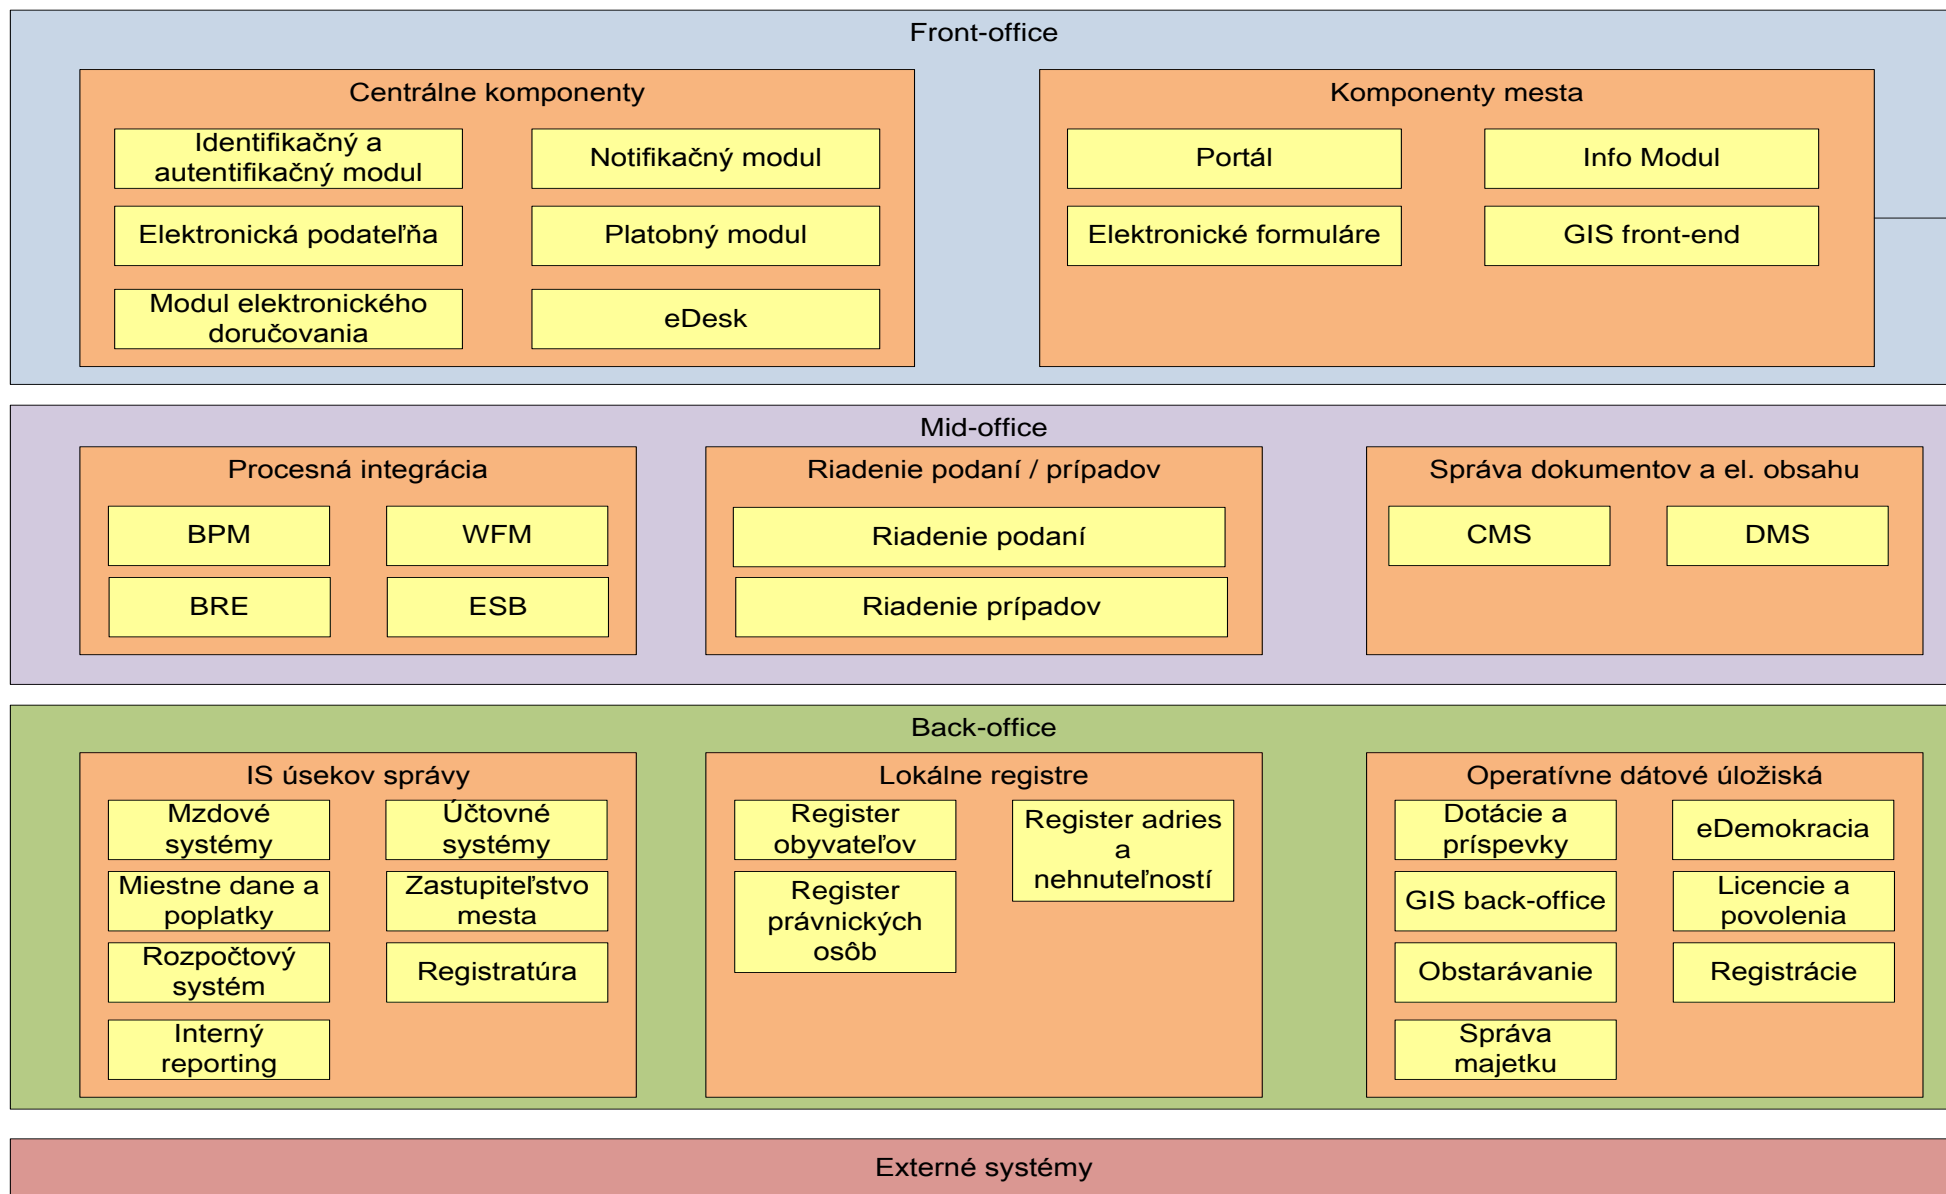 Front-office
Centrálne komponenty
Identifikačný a
autentifikačný modul
Notifikačný modul
Elektronická podateľňa
Platobný modul
Modul elektronického
doručovania
eDesk
Komponenty mesta
Portál
Info Modul
Elektronické formuláre
GIS front-end
Mid-office
Procesná integrácia
BPM
WFM
BRE
ESB
Riadenie podaní / prípadov
Riadenie podaní
Riadenie prípadov
Správa dokumentov a el. obsahu
CMS
DMS
Back-office
IS úsekov správy
Mzdové
systémy
Účtovné
systémy
Miestne dane a
poplatky
Zastupiteľstvo
mesta
Rozpočtový
systém
Registratúra
Interný
reporting
Lokálne registre
Register
obyvateľov
Register adries
a
nehnuteľností
Register
právnických
osôb
Operatívne dátové úložiská
Dotácie a
príspevky
eDemokracia
GIS back-office
Licencie a
povolenia
Obstarávanie
Registrácie
Správa
majetku
Externé systémy